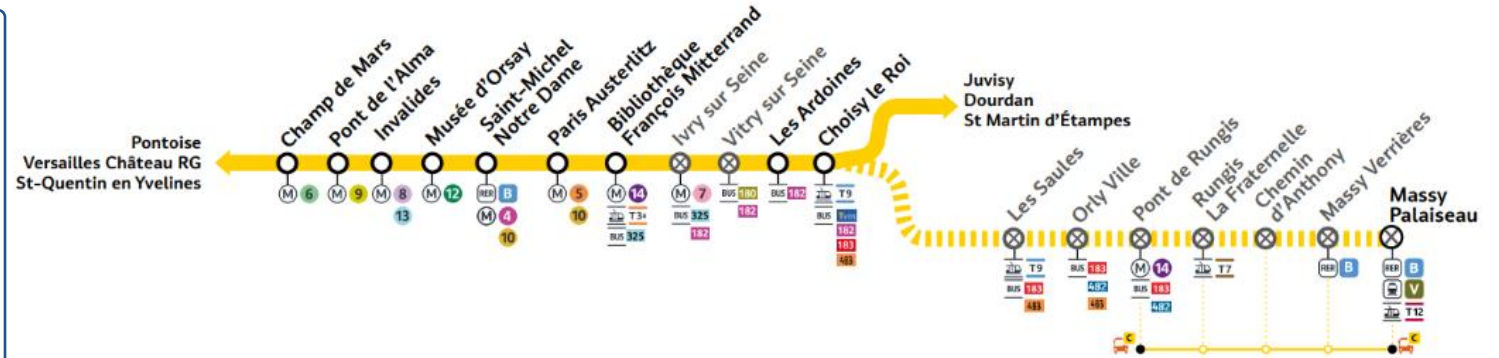 Pontoise
Versailles Château RG
St-Quentin en Yvelines
Champ de Mars
M 6
Pont de l'Alma
M 9
Invalides
M 8
13
Musée d'Orsay
M 12
Saint-Michel
Notre Dame
RER B
M 4
10
Paris Austerlitz
M 5
10
Bibliothèque
François Mitterrand
M 14
T3a
BUS 325
Ivry sur Seine
M 7
BUS 325
182
Vitry sur Seine
BUS 180
182
Les Ardoines
BUS 182
Choisy le Roi
T9
BUS Tvm
182
183
483
Juvisy
Dourdan
St Martin d'Étampes
Les Saules
T9
BUS 183
483
Orly Ville
BUS 183
482
483
Pont de Rungis
M 14
BUS 183
482
Rungis
La Fraternelle
T7
Chemin
d'Anthony
Massy Verrières
RER B
Massy
Palaiseau
RER B
V
T12
C
C